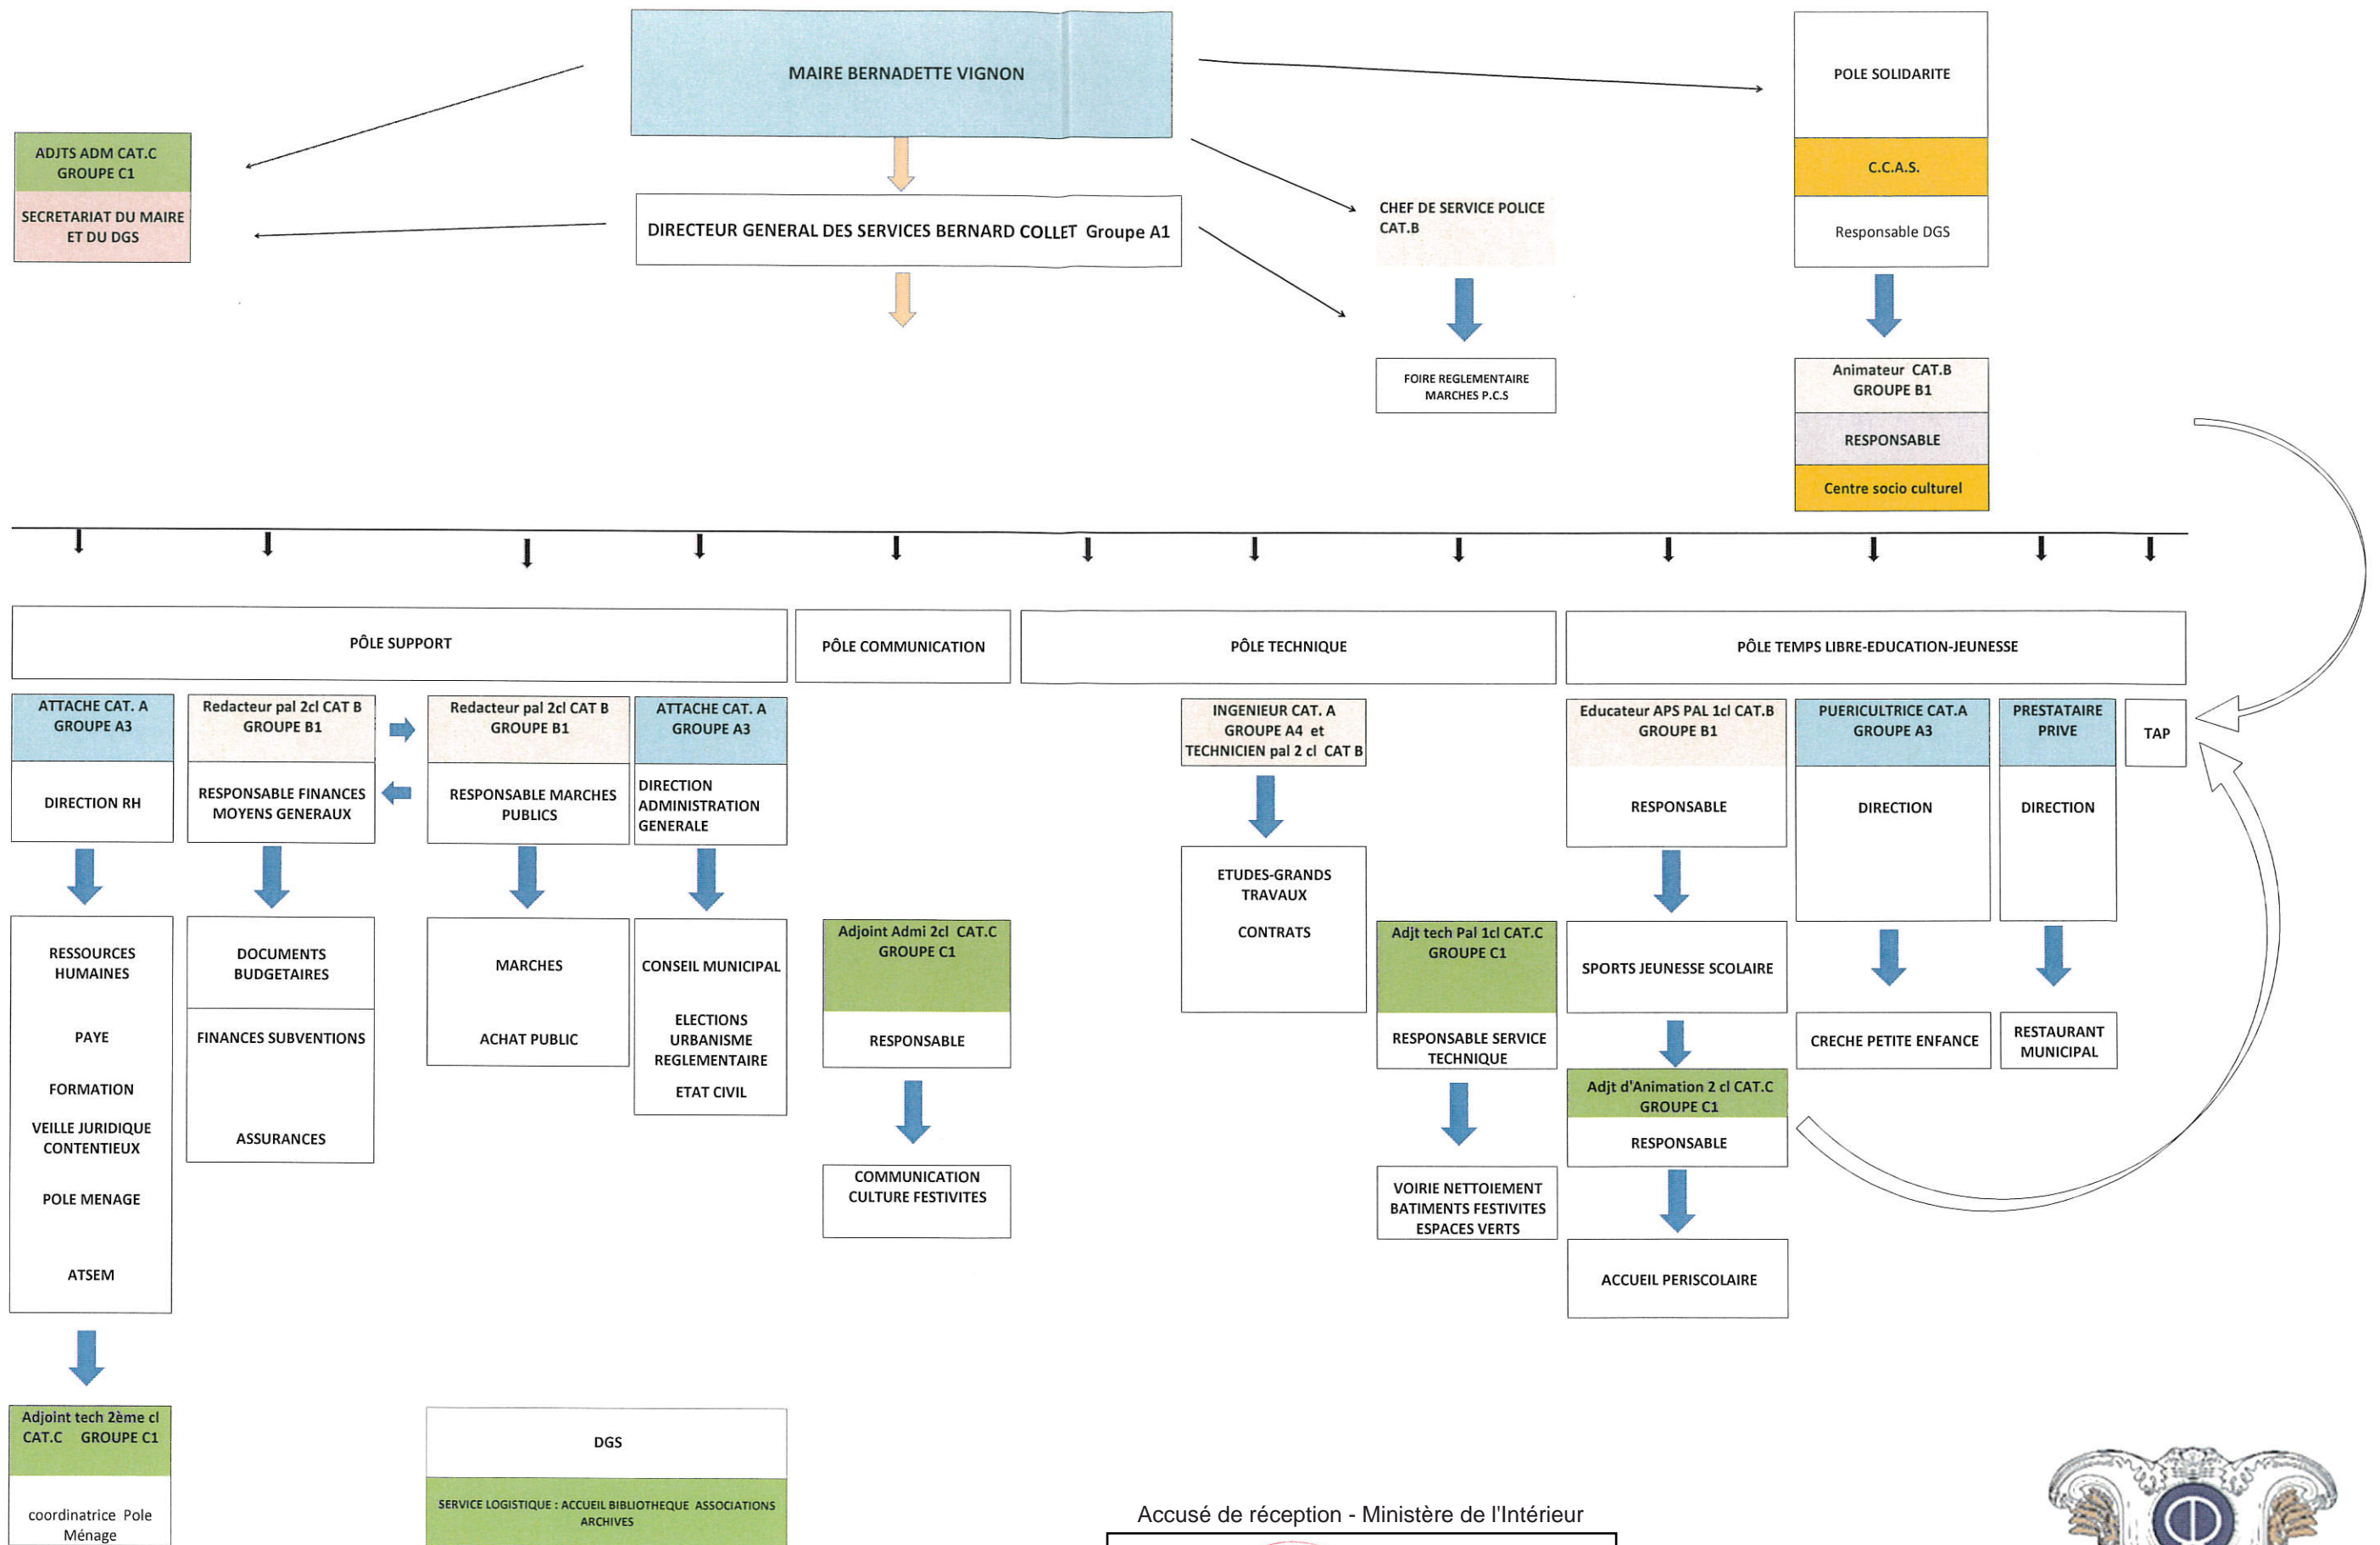 MAIRE BERNADETTE VIGNON
POLE SOLIDARITE
C.C.A.S.
Responsable DGS
ADJTS ADM CAT.C
GROUPE C1
SECRETARIAT DU MAIRE
ET DU DGS
DIRECTEUR GENERAL DES SERVICES BERNARD COLLET Groupe A1
CHEF DE SERVICE POLICE
CAT.B
FOIRE REGLEMENTAIRE
MARCHES P.C.S
Animateur CAT.B
GROUPE B1
RESPONSABLE
Centre socio culturel
PÔLE SUPPORT
PÔLE COMMUNICATION
PÔLE TECHNIQUE
PÔLE TEMPS LIBRE-EDUCATION-JEUNESSE
ATTACHE CAT. A
GROUPE A3
DIRECTION RH
Redacteur pal 2cl CAT B
GROUPE B1
RESPONSABLE FINANCES
MOYENS GENERAUX
Redacteur pal 2cl CAT B
GROUPE B1
RESPONSABLE MARCHES
PUBLICS
ATTACHE CAT. A
GROUPE A3
DIRECTION
ADMINISTRATION
GENERALE
INGENIEUR CAT. A
GROUPE A4 et
TECHNICIEN pal 2 cl CAT B
Educateur APS PAL 1cl CAT.B
GROUPE B1
RESPONSABLE
PUERICULTRICE CAT.A
GROUPE A3
DIRECTION
PRESTATAIRE
PRIVE
DIRECTION
TAP
RESSOURCES
HUMAINES
PAYE
FORMATION
VEILLE JURIDIQUE
CONTENTIEUX
POLE MENAGE
ATSEM
DOCUMENTS
BUDGETAIRES
FINANCES SUBVENTIONS
ASSURANCES
MARCHES
ACHAT PUBLIC
CONSEIL MUNICIPAL
ELECTIONS
URBANISME
REGLEMENTAIRE
ETAT CIVIL
Adjoint Admi 2cl CAT.C
GROUPE C1
RESPONSABLE
COMMUNICATION
CULTURE FESTIVITES
ETUDES-GRANDS
TRAVAUX
CONTRATS
Adjt tech Pal 1cl CAT.C
GROUPE C1
RESPONSABLE SERVICE
TECHNIQUE
VOIRIE NETTOIEMENT
BATIMENTS FESTIVITES
ESPACES VERTS
SPORTS JEUNESSE SCOLAIRE
Adjt d'Animation 2 cl CAT.C
GROUPE C1
RESPONSABLE
ACCUEIL PERISCOLAIRE
CRECHE PETITE ENFANCE
RESTAURANT
MUNICIPAL
Adjoint tech 2ème cl
CAT.C GROUPE C1
coordinatrice Pole
Ménage
DGS
SERVICE LOGISTIQUE : ACCUEIL BIBLIOTHEQUE ASSOCIATIONS
ARCHIVES
Accusé de réception - Ministère de l'Intérieur